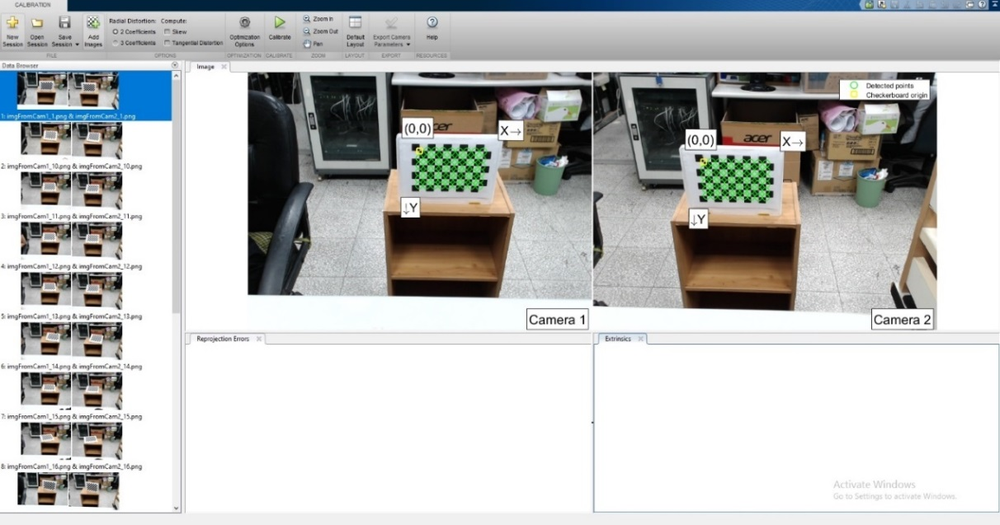 CALIBRATION
New Session
Open Session
Save Session
Add Images
Radial Distortion:
2 Coefficients
3 Coefficients
Compute:
Skew
Tangential Distortion
Optimization Options
Calibrate
Zoom In
Zoom Out
Pan
Default Layout
Export Camera Parameters
Help
FILE
OPTIONS
OPTIMIZATION
CALIBRATE
ZOOM
LAYOUT
EXPORT
RESOURCES
Data Browser
1: imgFromCam1_1.png & imgFromCam2_1.png
2: imgFromCam1_10.png & imgFromCam2_10.png
3: imgFromCam1_11.png & imgFromCam2_11.png
4: imgFromCam1_12.png & imgFromCam2_12.png
5: imgFromCam1_13.png & imgFromCam2_13.png
6: imgFromCam1_14.png & imgFromCam2_14.png
7: imgFromCam1_15.png & imgFromCam2_15.png
8: imgFromCam1_16.png & imgFromCam2_16.png
Image
(0,0)
X→
↓Y
Camera 1
Detected points
Checkerboard origin
acer
(0,0)
X→
↓Y
Camera 2
Reprojection Errors
Extrinsics
Activate Windows
Go to Settings to activate Windows.